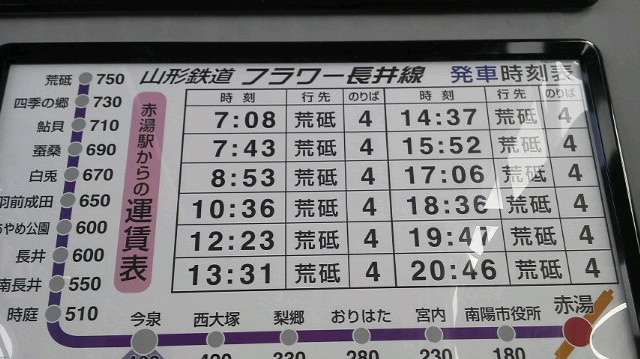 山形鉄道 フラワー長井線 発車時刻表
赤湯駅からの運賃表
時刻 行先 のりば 時刻 行先 のりば
7:08 荒砥 4 14:37 荒砥 4
7:43 荒砥 4 15:52 荒砥 4
8:53 荒砥 4 17:06 荒砥 4
10:36 荒砥 4 18:36 荒砥 4
12:23 荒砥 4 19:47 荒砥 4
13:31 荒砥 4 20:46 荒砥 4
荒砥 750
四季の郷 730
鮎貝 710
蚕桑 690
白兎 670
羽前成田 650
やめ公園 600
長井 600
南長井 550
時庭 510
今泉 西大塚 梨郷 おりはた 宮内 南陽市役所 赤湯
330 280 230 180